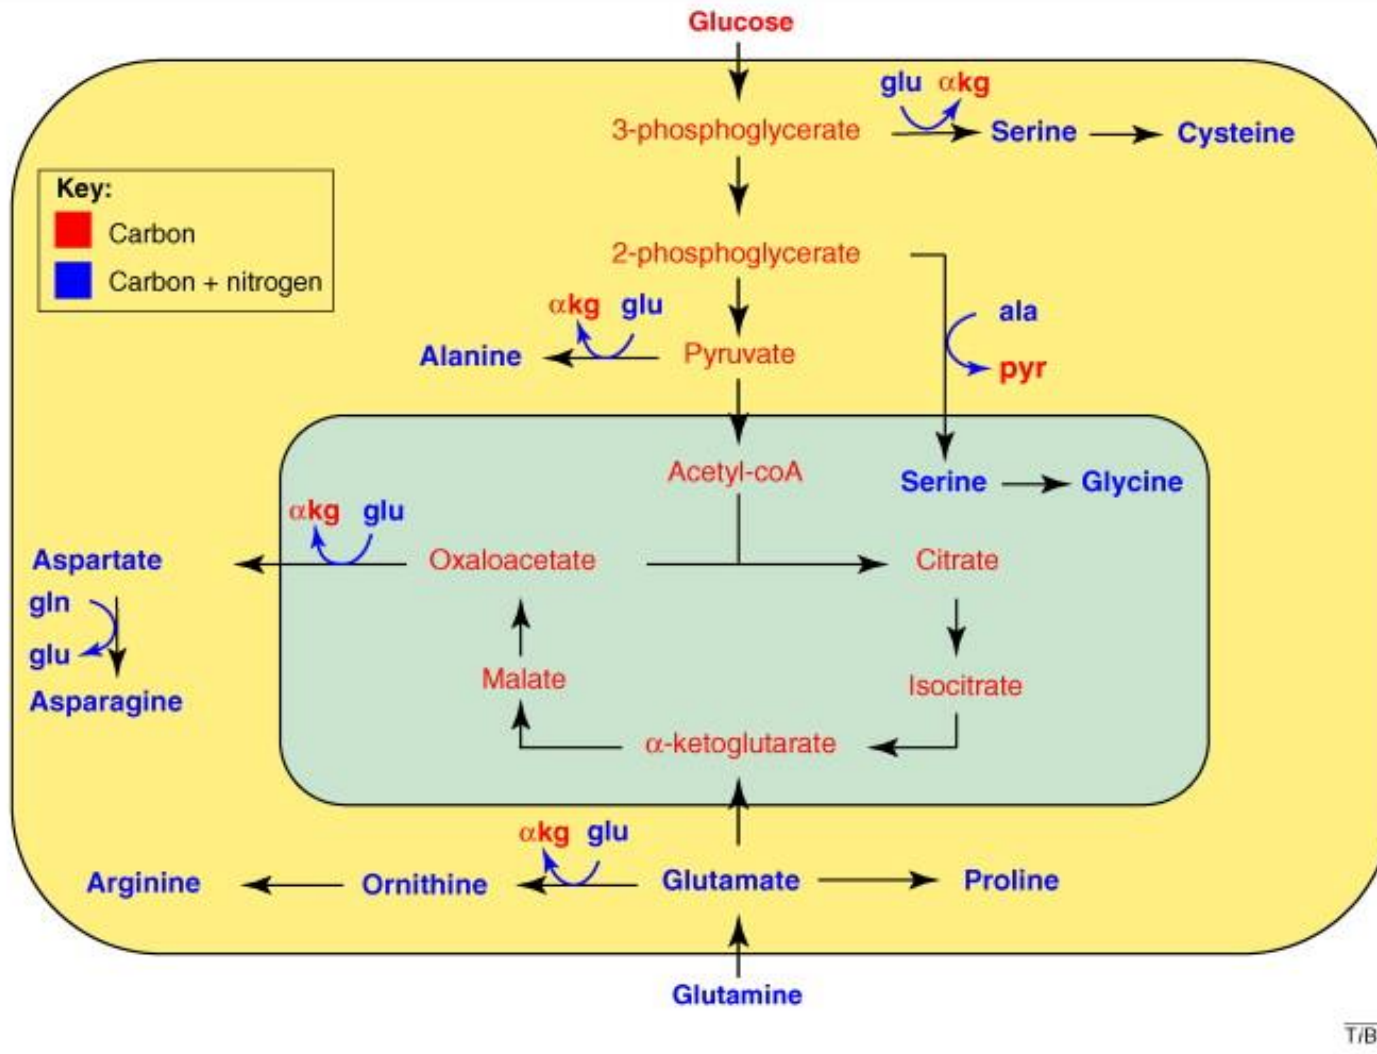 Glucose
glu αkg
3-phosphoglycerate
Serine
Cysteine
Key:
Carbon
Carbon + nitrogen
2-phosphoglycerate
αkg glu
ala
Alanine
Pyruvate
pyr
Acetyl-coA
Serine
Glycine
αkg glu
Aspartate
Oxaloacetate
Citrate
gln
glu
Asparagine
Malate
Isocitrate
α-ketoglutarate
αkg glu
Arginine
Ornithine
Glutamate
Proline
Glutamine
TiB